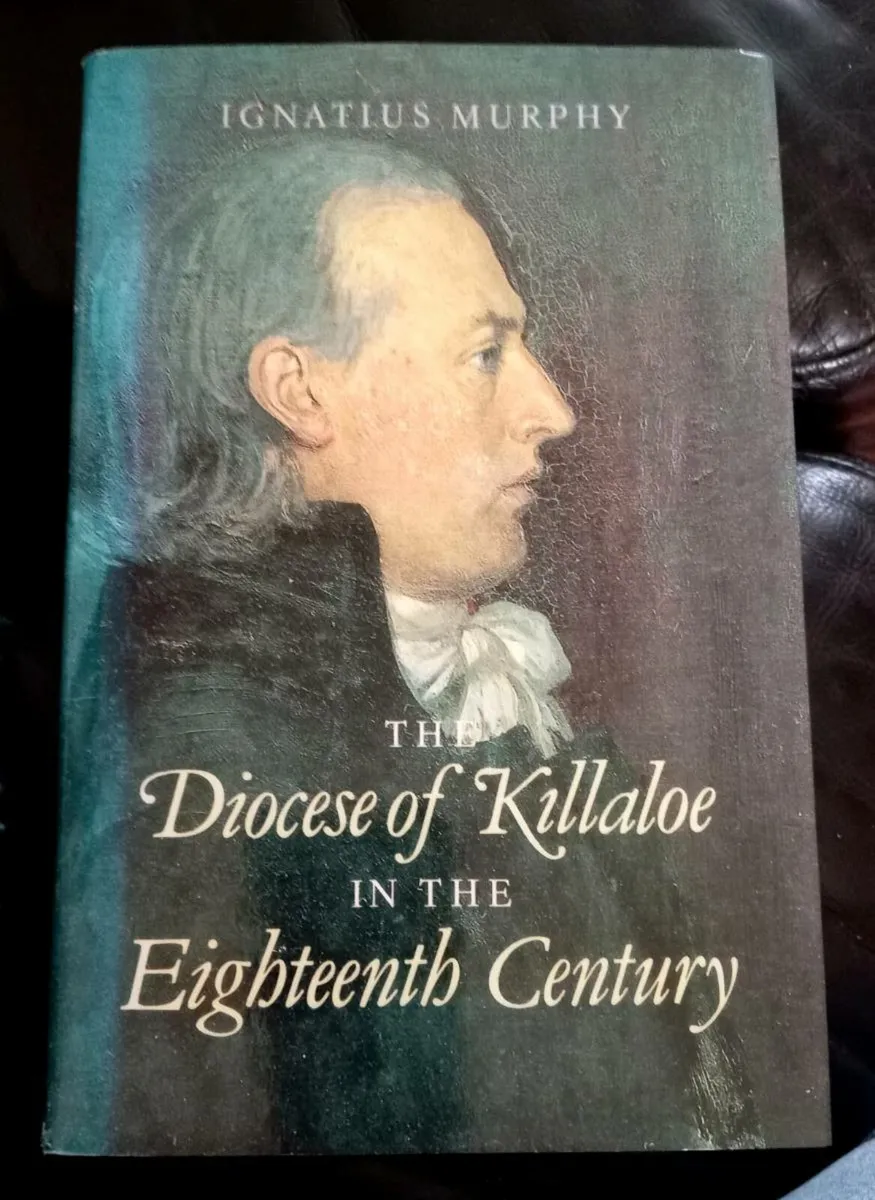 IGNATIUS MURPHY
THE
Diocese of Killaloe
IN THE
Eighteenth Century